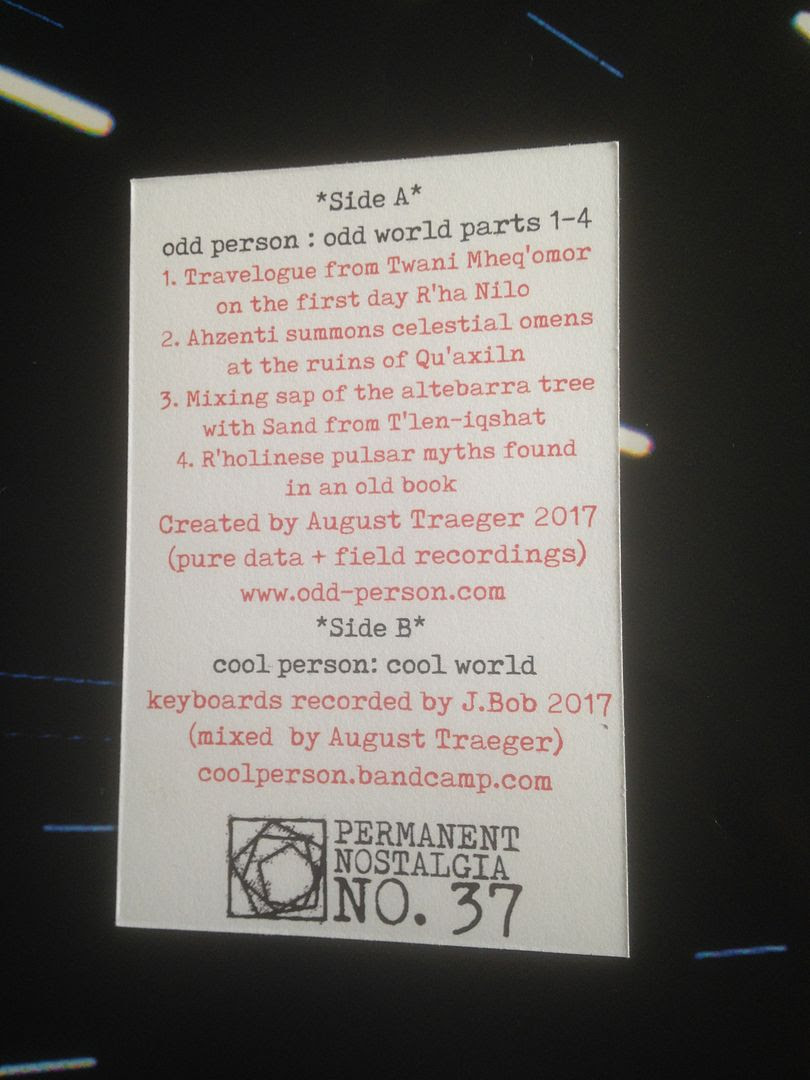 *Side A*
odd person : odd world parts 1-4
1. Travelogue from Twani Mheq'omor
on the first day R'ha Nilo
2. Ahzenti summons celestial omens
at the ruins of Qu'axiln
3. Mixing sap of the altebarra tree
with Sand from T'len-iqshat
4. R'holinese pulsar myths found
in an old book
Created by August Traeger 2017
(pure data + field recordings)
www.odd-person.com
*Side B*
cool person: cool world
keyboards recorded by J.Bob 2017
(mixed by August Traeger)
coolperson.bandcamp.com
PERMANENT
NOSTALGIA
NO. 37